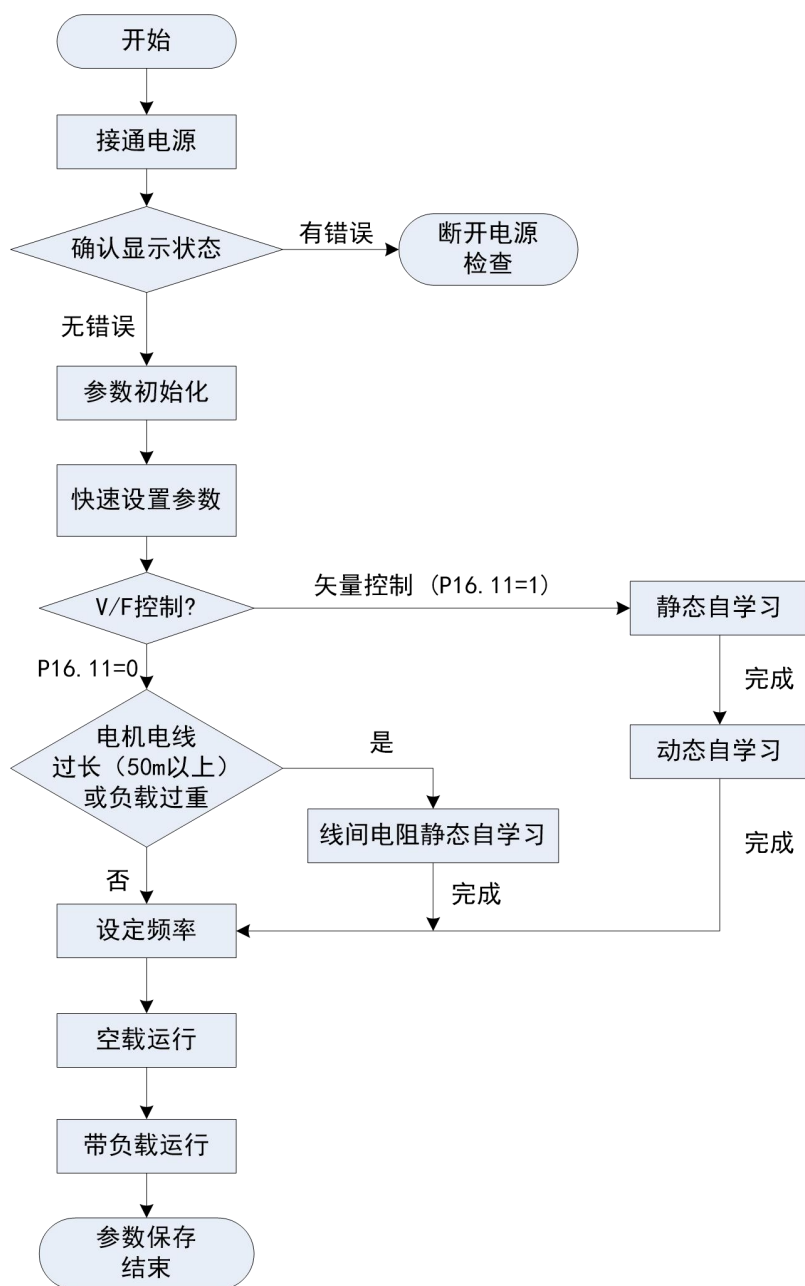 开始
接通电源
确认显示状态
有错误
断开电源
检查
无错误
参数初始化
快速设置参数
V/F控制?
矢量控制 (P16.11=1)
静态自学习
P16.11=0
完成
电机电线
过长（50m以上）
或负载过重
是
动态自学习
线间电阻静态自学习
完成
否
完成
设定频率
空载运行
带负载运行
参数保存
结束